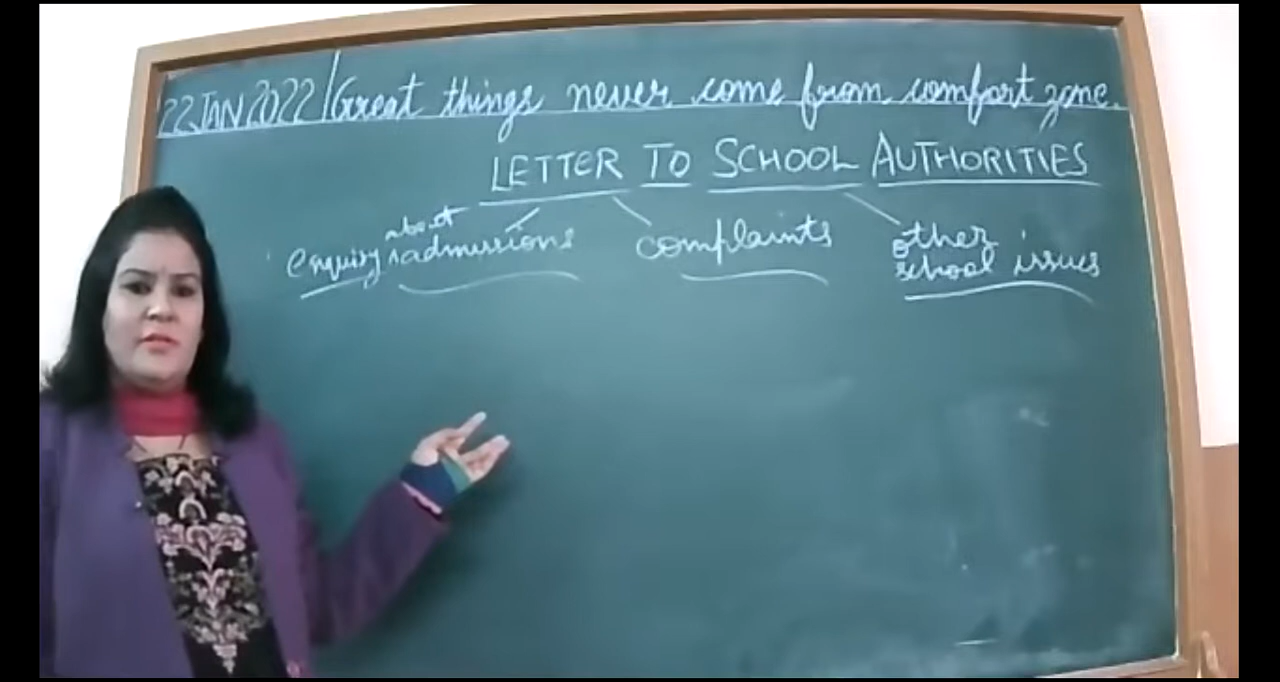 22 JAN 2022 | Great things never come from comfort zone.
LETTER TO SCHOOL AUTHORITIES
enquiry about admissions
complaints
other
school issues